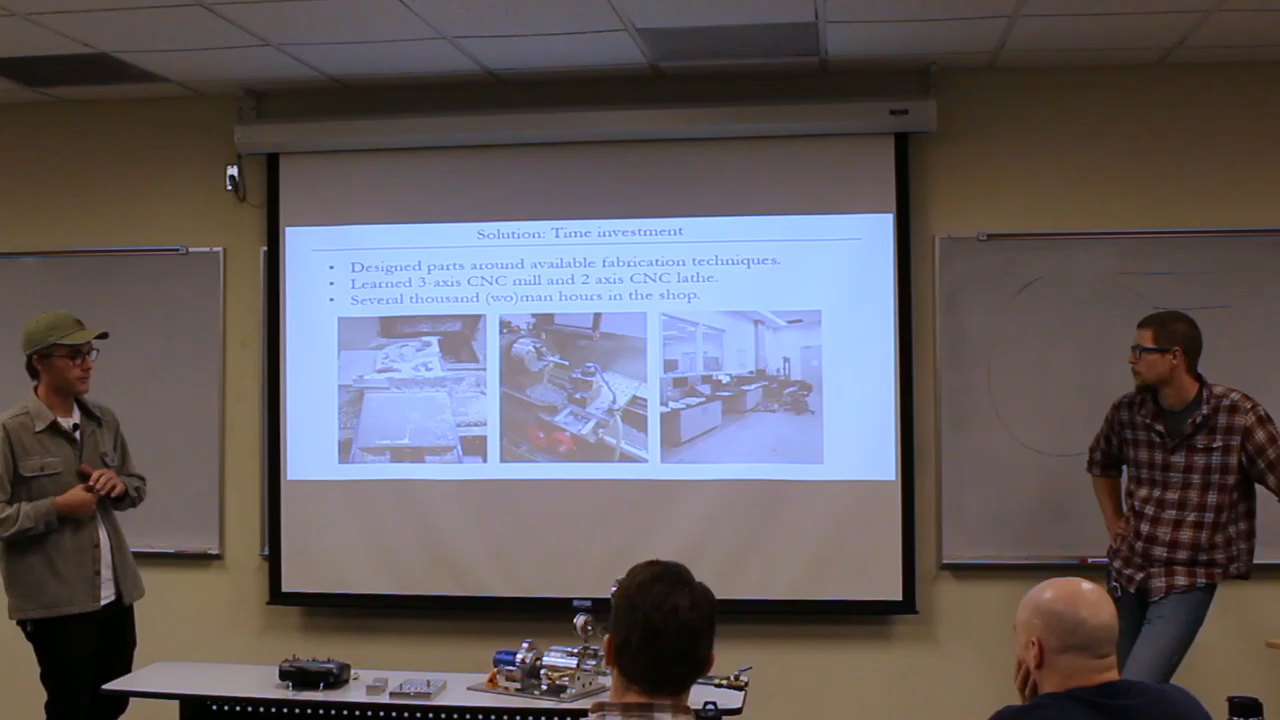 Solution: Time investment
• Designed parts around available fabrication techniques.
• Learned 3-axis CNC mill and 2 axis CNC lathe.
• Several thousand (wo)man hours in the shop.